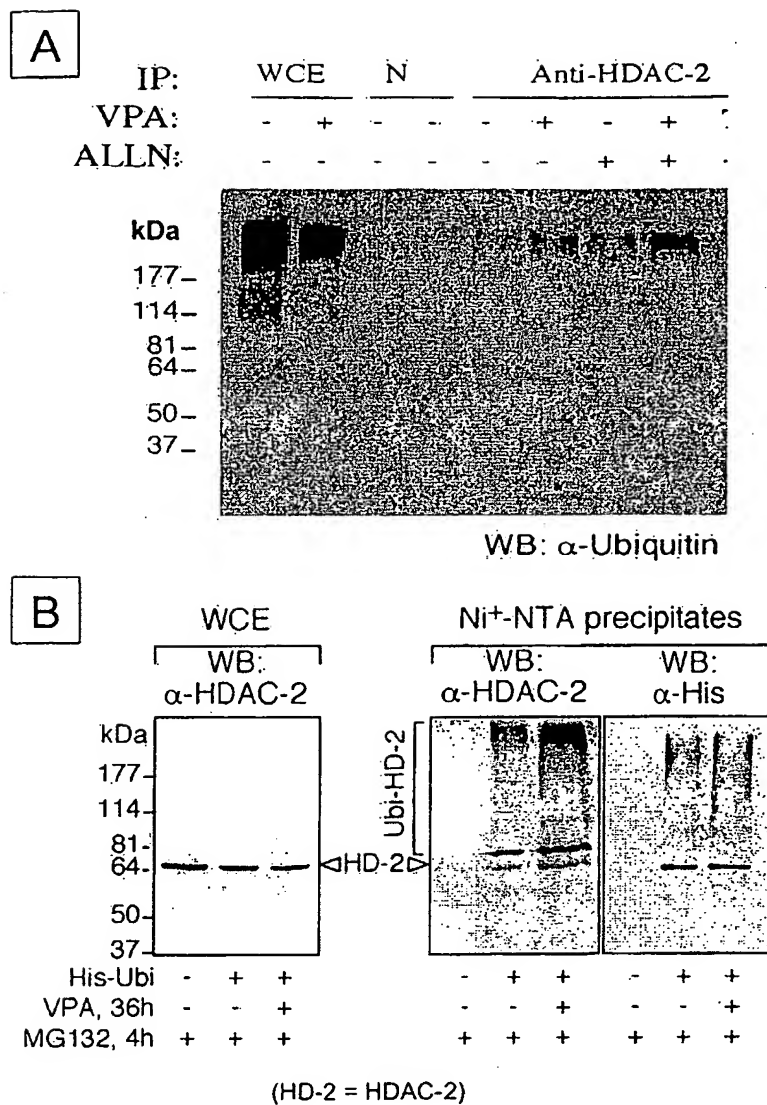 A
IP: WCE N Anti-HDAC-2
VPA: - + - - - + - +
ALLN: - - - - - - + +
kDa
177
114
81
64
50
37
WB: α-Ubiquitin
B
WCE Ni+-NTA precipitates
WB: WB: WB:
α-HDAC-2 α-HDAC-2 α-His
kDa
177
114
81
64
50
37
HD-2
Ubi-HD-2
His-Ubi - + + - + + - + +
VPA, 36h - - + - - + - - +
MG132, 4h + + + + + + + + +
(HD-2 = HDAC-2)